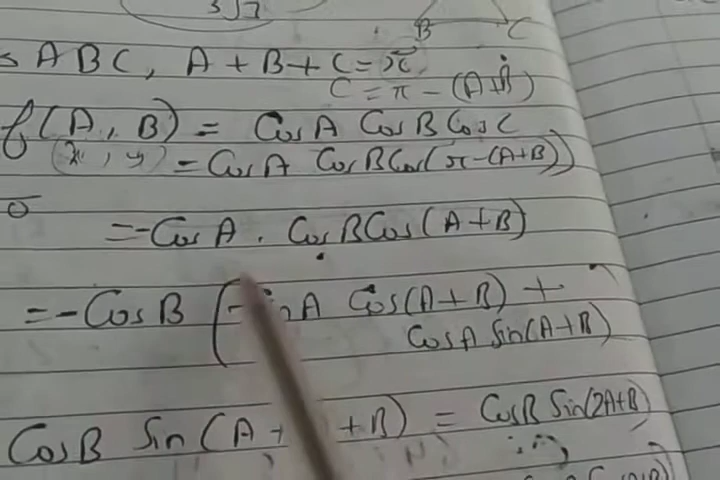 3√3
B C
s ABC, A + B + C = π
C = π - (A+B)
f(A, B) = Cos A Cos B Cos C
(x, y) = Cos A Cos B Cos(π-(A+B))
= -Cos A . Cos B Cos(A+B)
= -Cos B (-Sin A Cos(A+B) +
Cos A Sin(A+B)
Cos B Sin(A + + B) = Cos B Sin(2A+B)